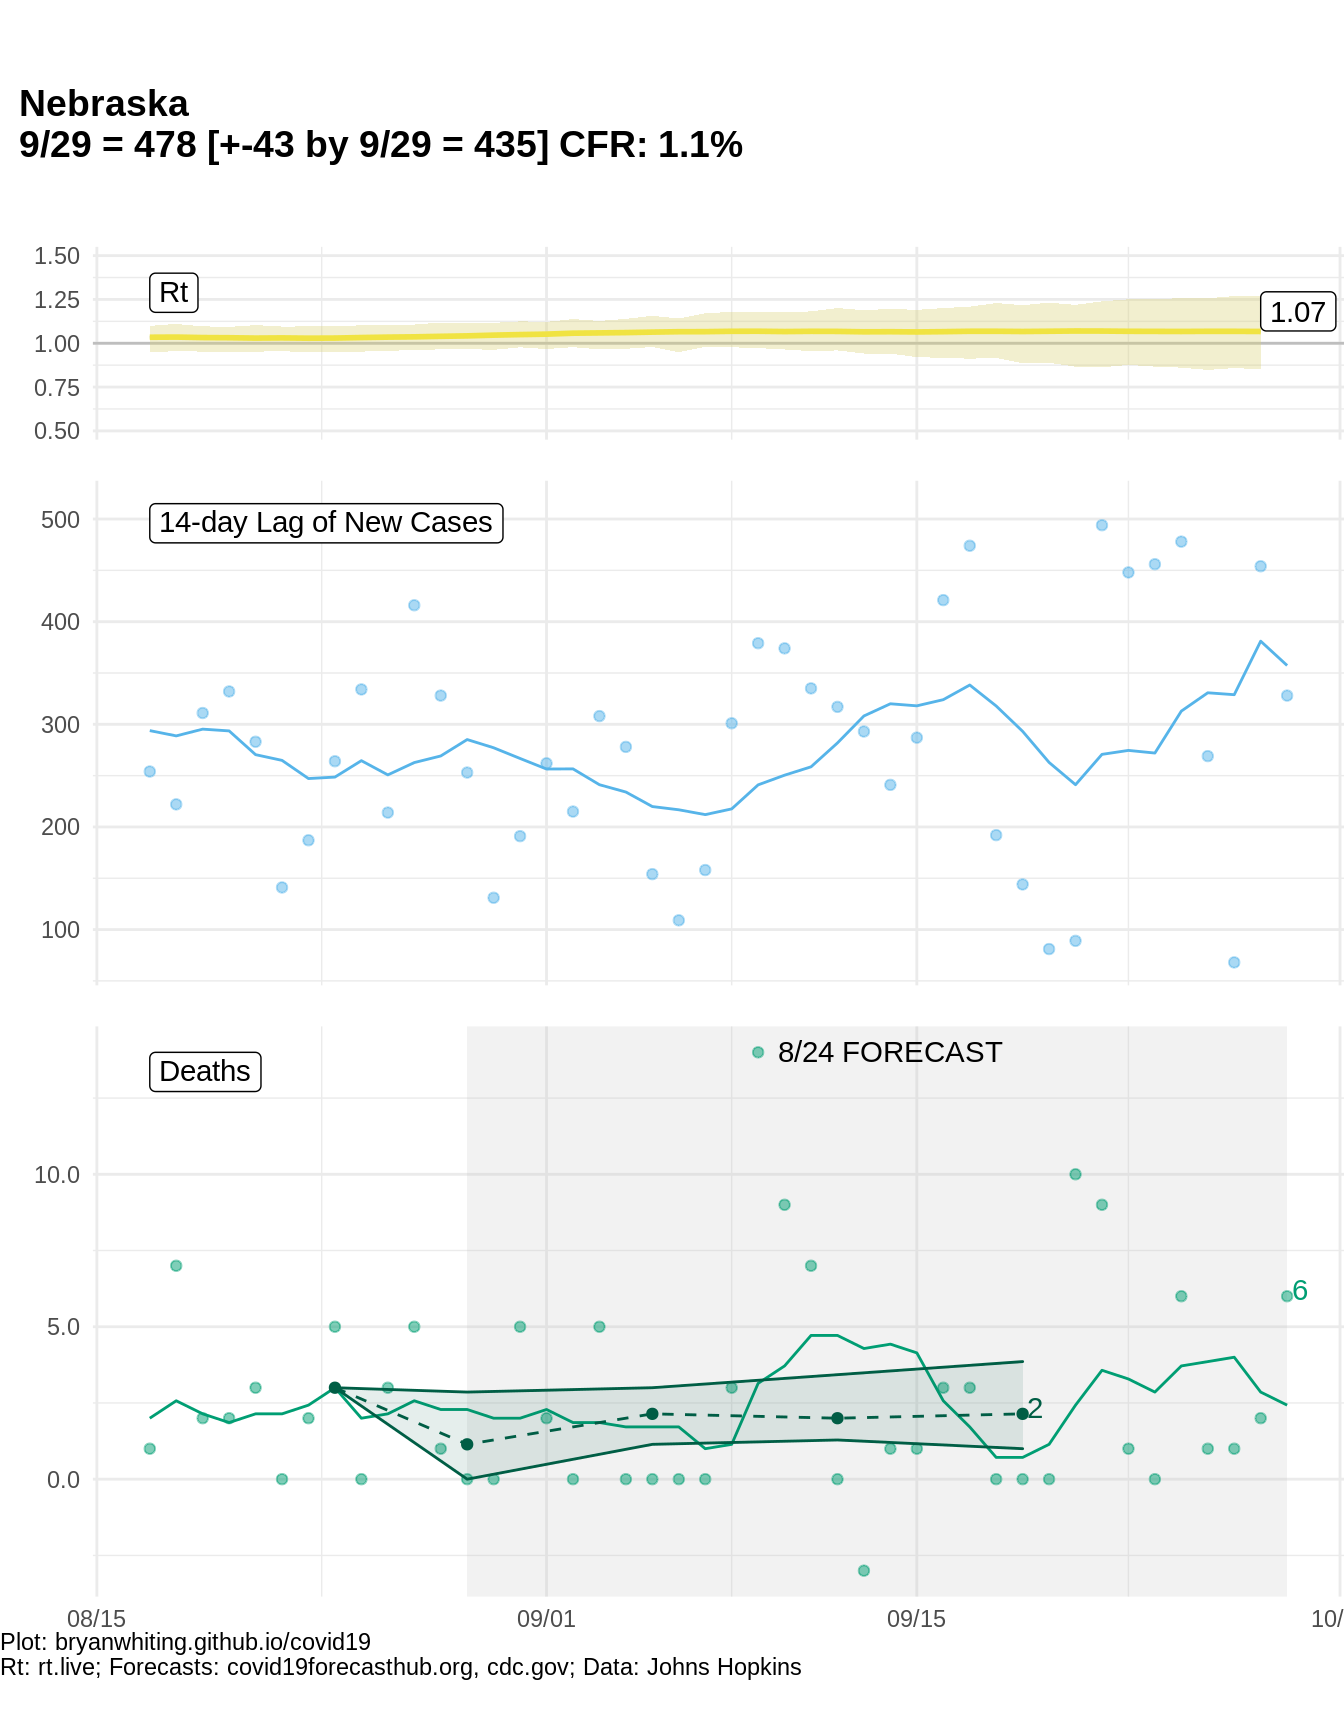 Nebraska
9/29 = 478 [+-43 by 9/29 = 435] CFR: 1.1%
1.50
1.25
1.00
0.75
0.50
Rt
1.07
500
400
300
200
100
14-day Lag of New Cases
8/24 FORECAST
Deaths
10.0
5.0
0.0
6
2
08/15
09/01
09/15
10/
Plot: bryanwhiting.github.io/covid19
Rt: rt.live; Forecasts: covid19forecasthub.org, cdc.gov; Data: Johns Hopkins